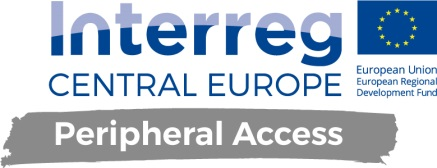 Interreg
CENTRAL EUROPE
European Union
European Regional
Development Fund
Peripheral Access